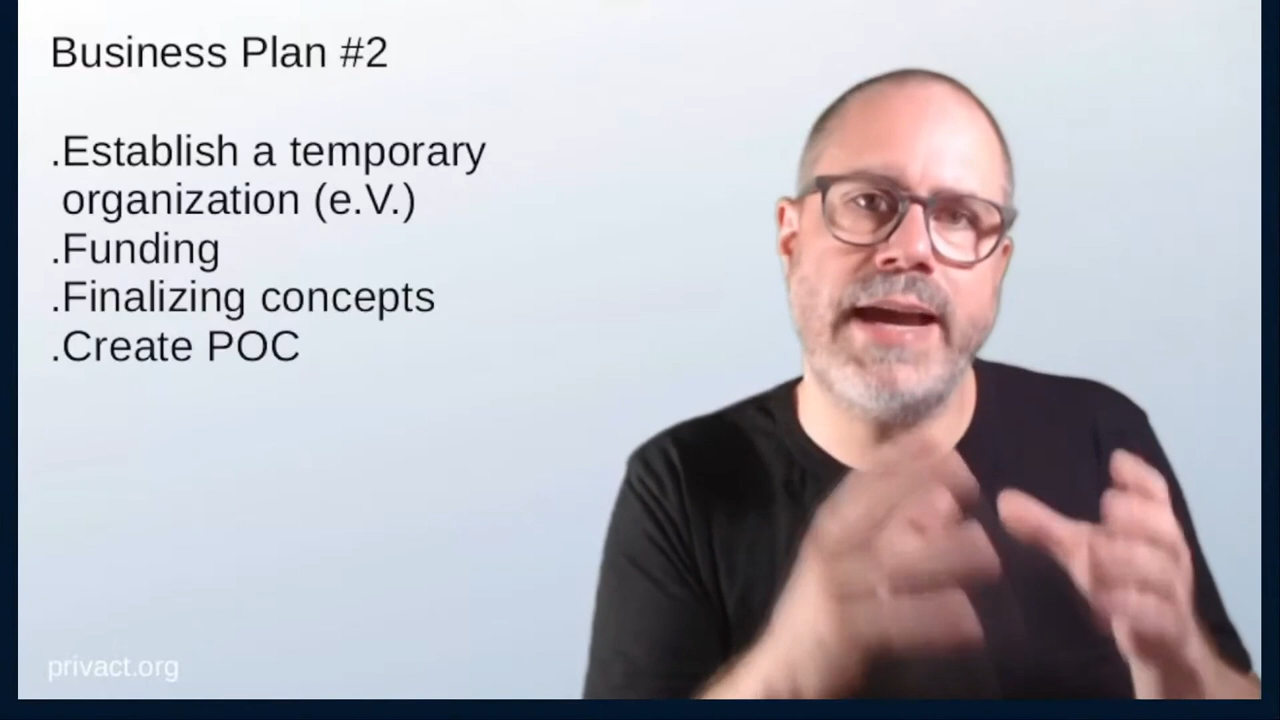 Business Plan #2
.Establish a temporary
organization (e.V.)
.Funding
.Finalizing concepts
.Create POC
privact.org